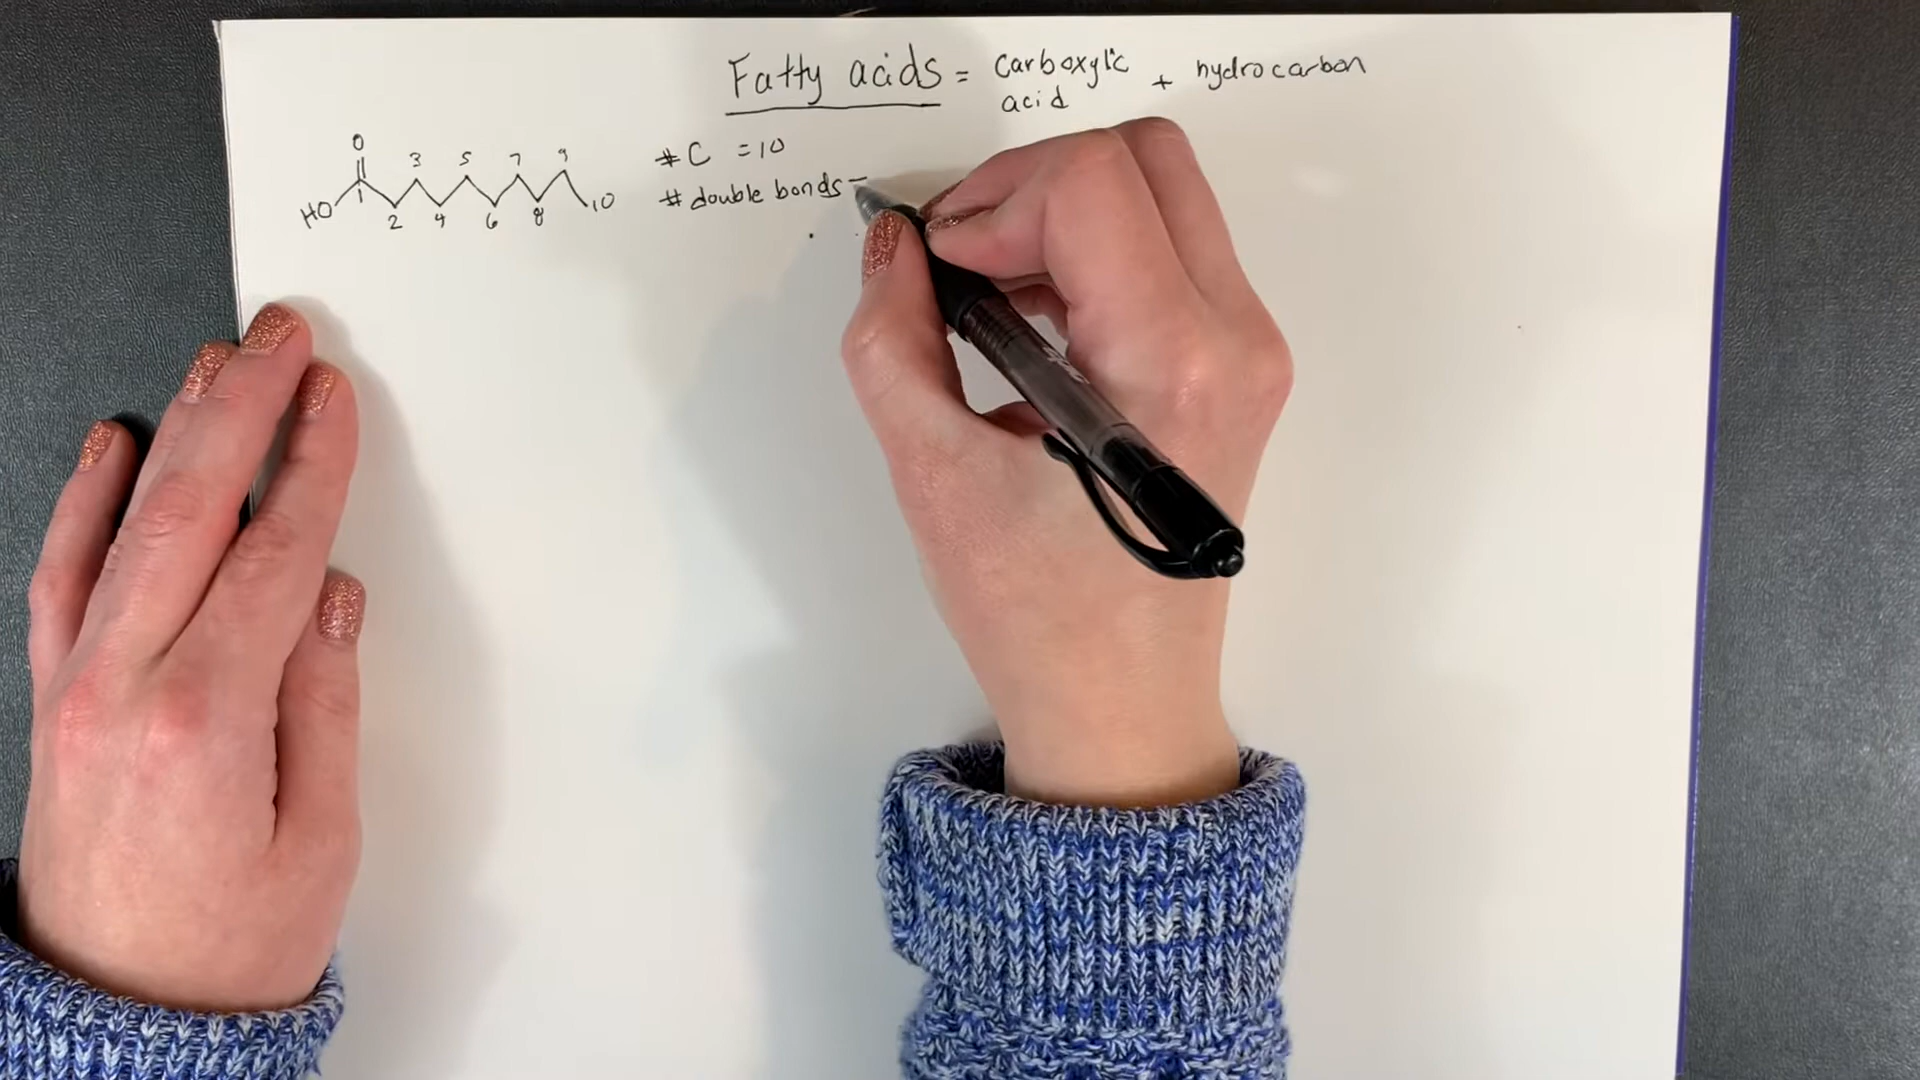 Fatty acids = carboxylic acid + hydrocarbon
O
HO 1 2 3 4 5 6 7 8 9 10
# C = 10
# double bonds =